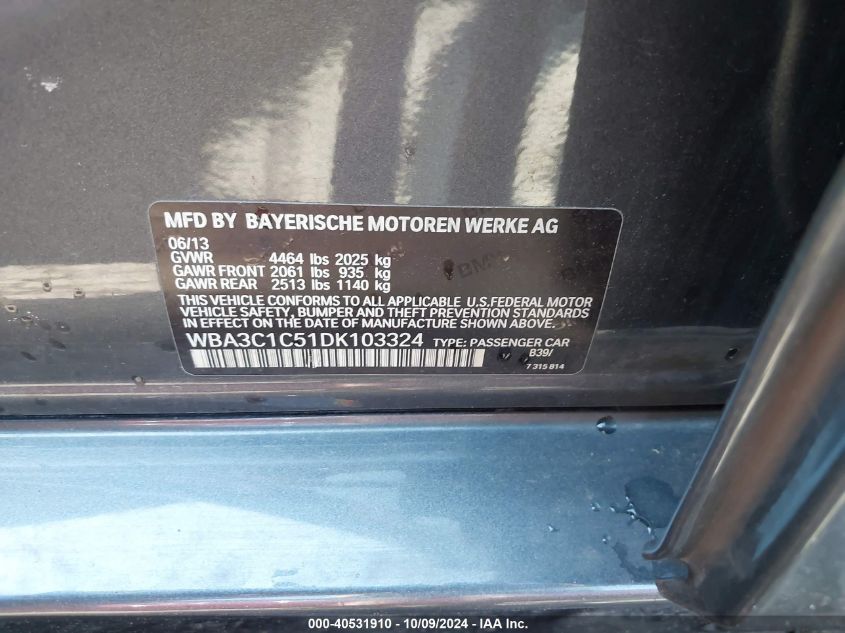 MFD BY BAYERISCHE MOTOREN WERKE AG
06/13
GVWR 4464 lbs 2025 kg
GAWR FRONT 2061 lbs 935 kg
GAWR REAR 2513 lbs 1140 kg
THIS VEHICLE CONFORMS TO ALL APPLICABLE U.S.FEDERAL MOTOR
VEHICLE SAFETY, BUMPER AND THEFT PREVENTION STANDARDS
IN EFFECT ON THE DATE OF MANUFACTURE SHOWN ABOVE.
WBA3C1C51DK103324 TYPE: PASSENGER CAR
B39/
7 315 814
000-40531910 - 10/09/2024 - IAA Inc.